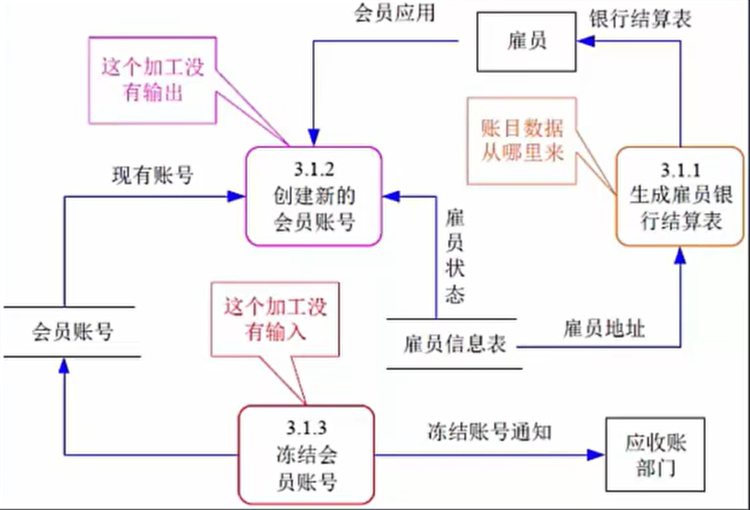 会员应用
雇员
银行结算表
这个加工没
有输出
账目数据
从哪里来
3.1.2
创建新的
会员账号
3.1.1
生成雇员银
行结算表
现有账号
雇员状态
会员账号
这个加工没
有输入
雇员信息表
雇员地址
3.1.3
冻结会
员账号
冻结账号通知
应收账
部门